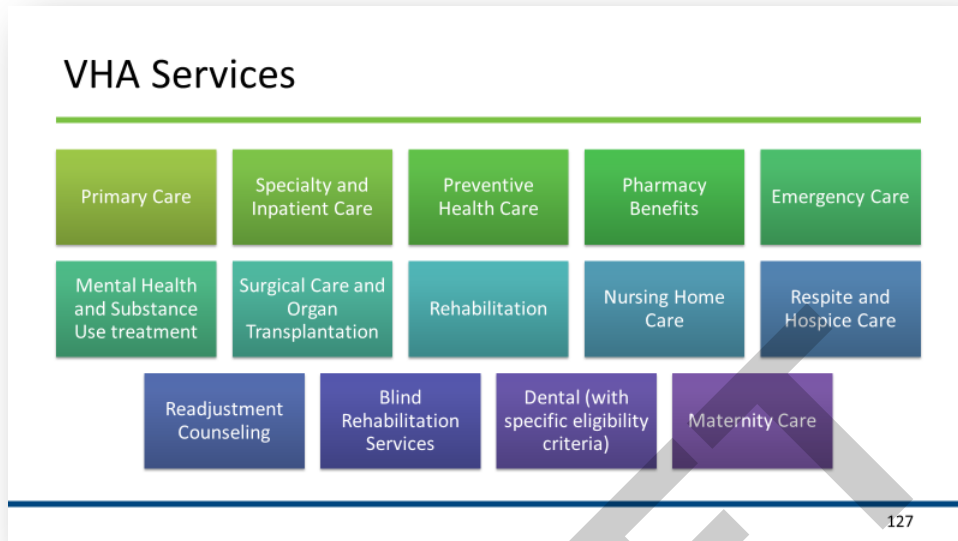 VHA Services
Primary Care
Specialty and
Inpatient Care
Preventive
Health Care
Pharmacy
Benefits
Emergency Care
Mental Health
and Substance
Use treatment
Surgical Care and
Organ
Transplantation
Rehabilitation
Nursing Home
Care
Respite and
Hospice Care
Readjustment
Counseling
Blind
Rehabilitation
Services
Dental (with
specific eligibility
criteria)
Maternity Care
127